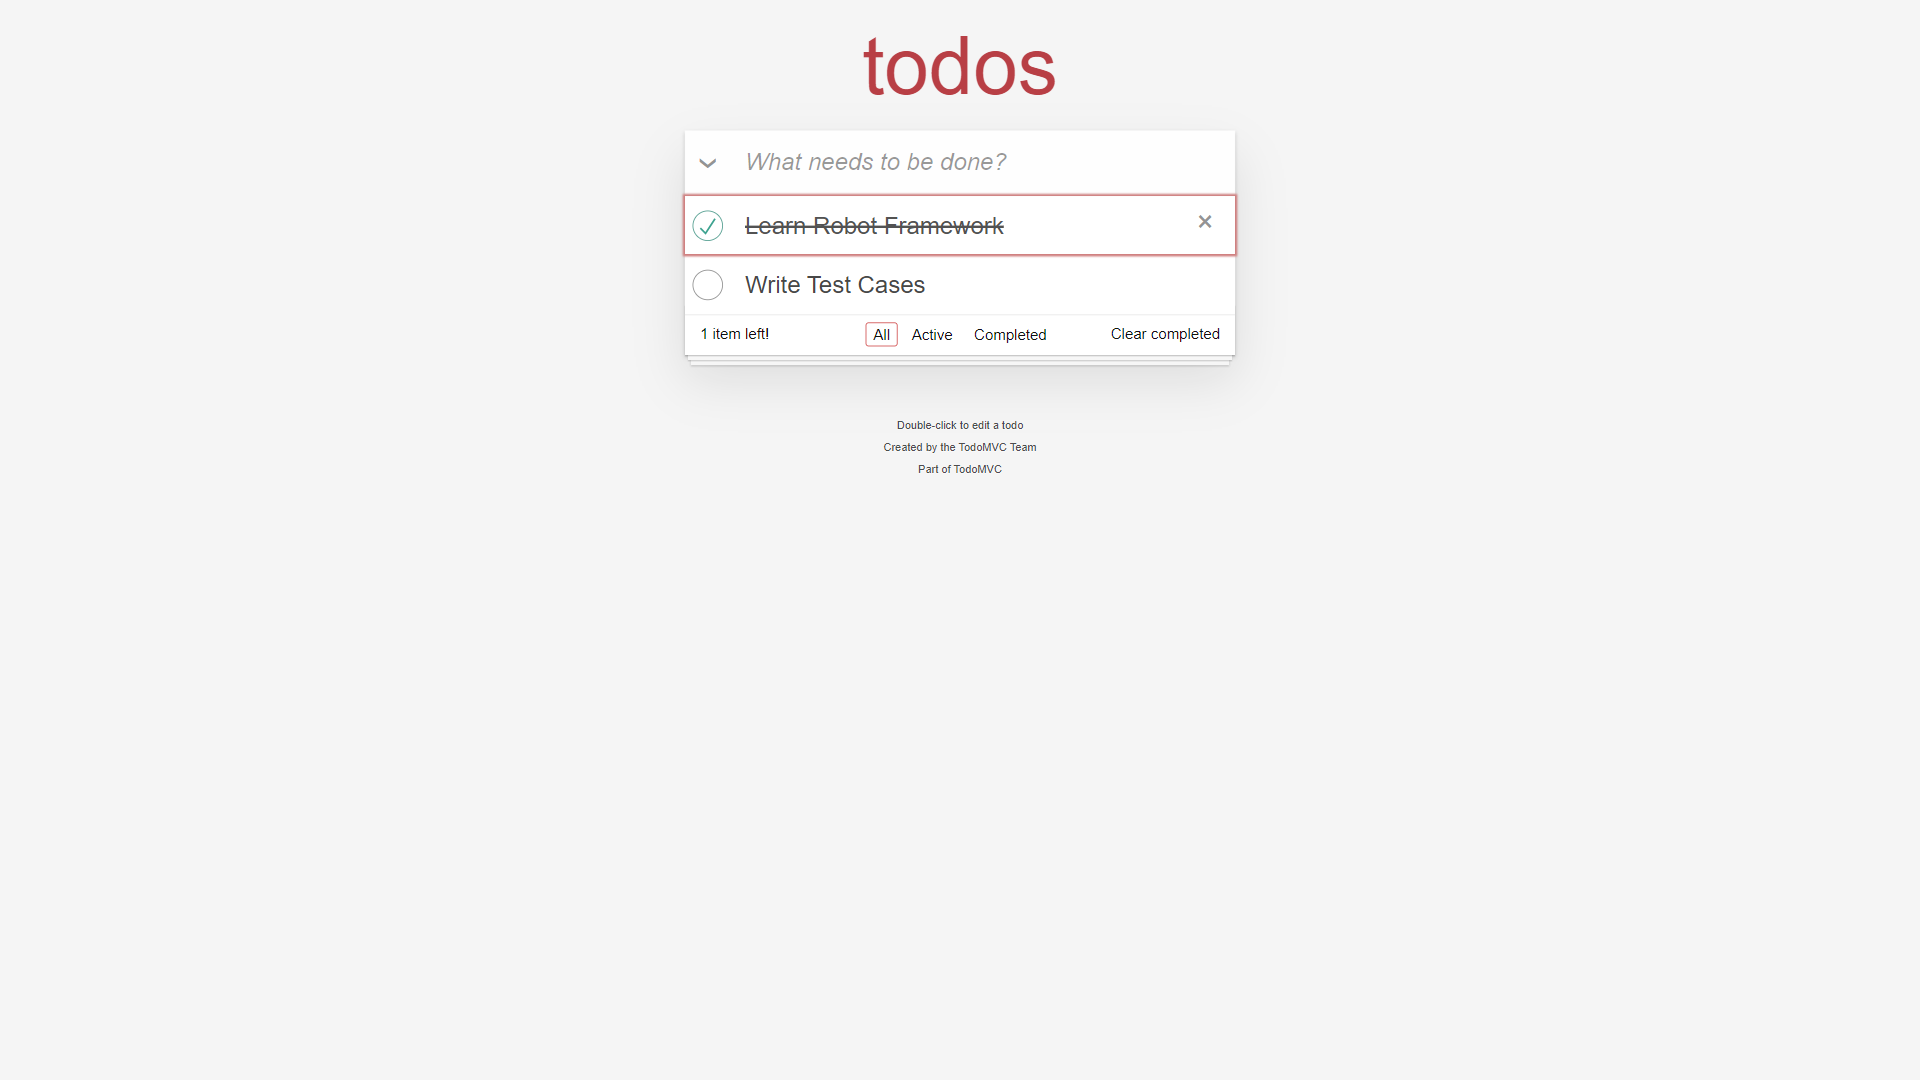 todos
What needs to be done?
Learn Robot Framework
Write Test Cases
1 item left! All Active Completed Clear completed
Double-click to edit a todo
Created by the TodoMVC Team
Part of TodoMVC